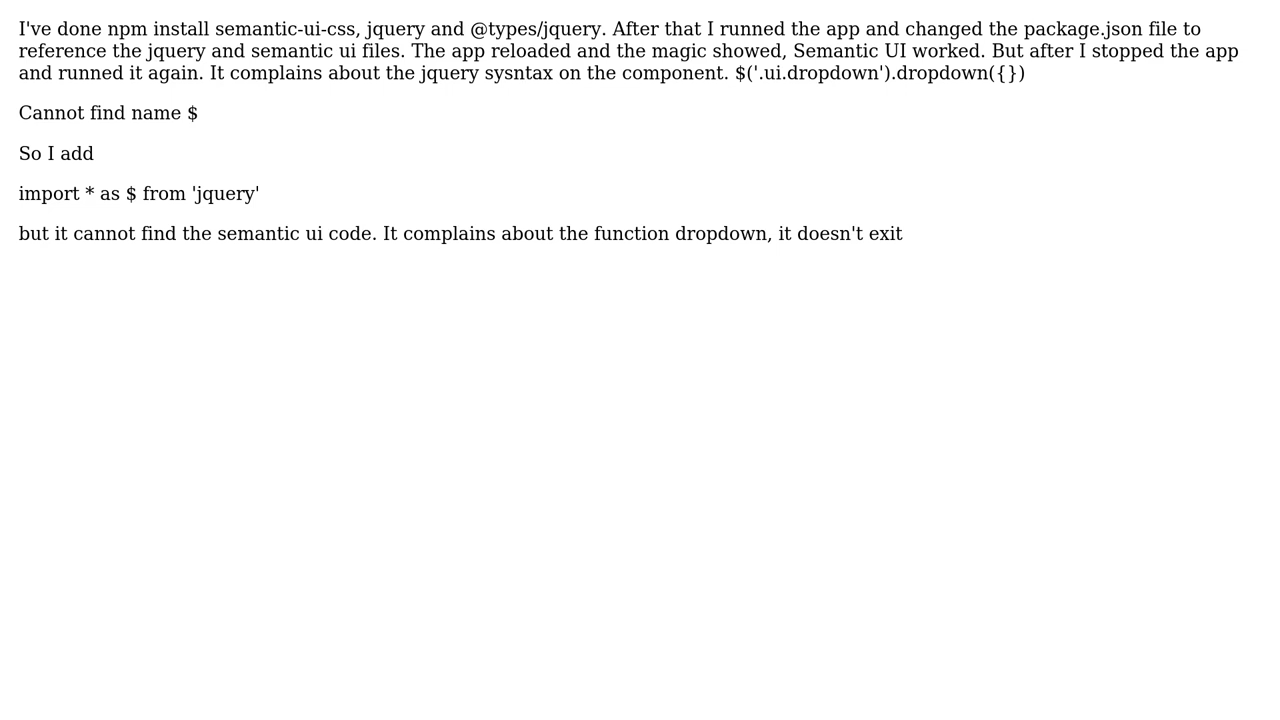 I've done npm install semantic-ui-css, jquery and @types/jquery. After that I runned the app and changed the package.json file to
reference the jquery and semantic ui files. The app reloaded and the magic showed, Semantic UI worked. But after I stopped the app
and runned it again. It complains about the jquery sysntax on the component. $('.ui.dropdown').dropdown({})
Cannot find name $
So I add
import * as $ from 'jquery'
but it cannot find the semantic ui code. It complains about the function dropdown, it doesn't exit